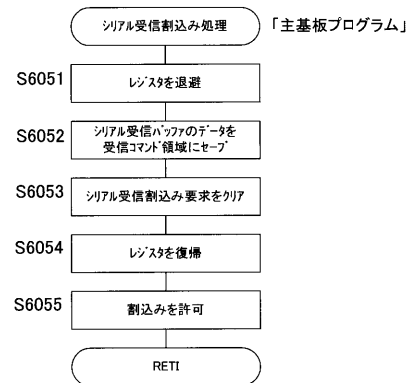 シリアル受信割込み処理
「主基板プログラム」
S6051
レジスタを退避
S6052
シリアル受信バッファのデータを
受信コマンド領域にセーブ
S6053
シリアル受信割込み要求をクリア
S6054
レジスタを復帰
S6055
割込みを許可
RETI